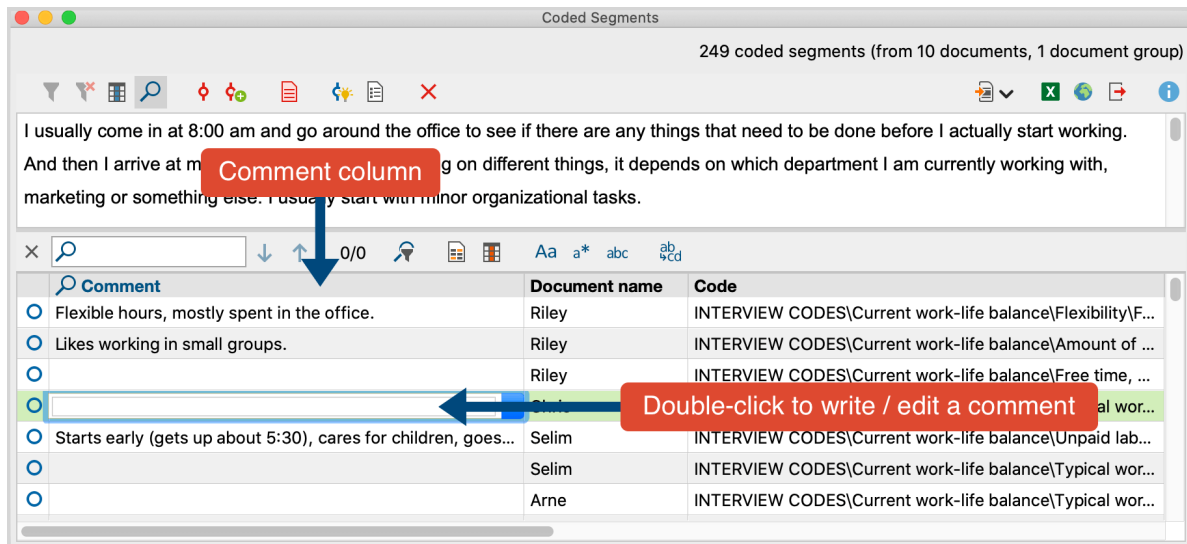 Coded Segments
249 coded segments (from 10 documents, 1 document group)
I usually come in at 8:00 am and go around the office to see if there are any things that need to be done before I actually start working.
And then I arrive at m g on different things, it depends on which department I am currently working with,
Comment column
marketing or something else. I usually start with minor organizational tasks.
0/0 Aa a* abc ab cd
Comment Document name Code
Flexible hours, mostly spent in the office. Riley INTERVIEW CODES\Current work-life balance\Flexibility\F...
Likes working in small groups. Riley INTERVIEW CODES\Current work-life balance\Amount of ...
Riley INTERVIEW CODES\Current work-life balance\Free time, ...
Double-click to write / edit a comment al wor...
Starts early (gets up about 5:30), cares for children, goes... Selim INTERVIEW CODES\Current work-life balance\Unpaid lab...
Selim INTERVIEW CODES\Current work-life balance\Typical wor...
Arne INTERVIEW CODES\Current work-life balance\Typical wor...